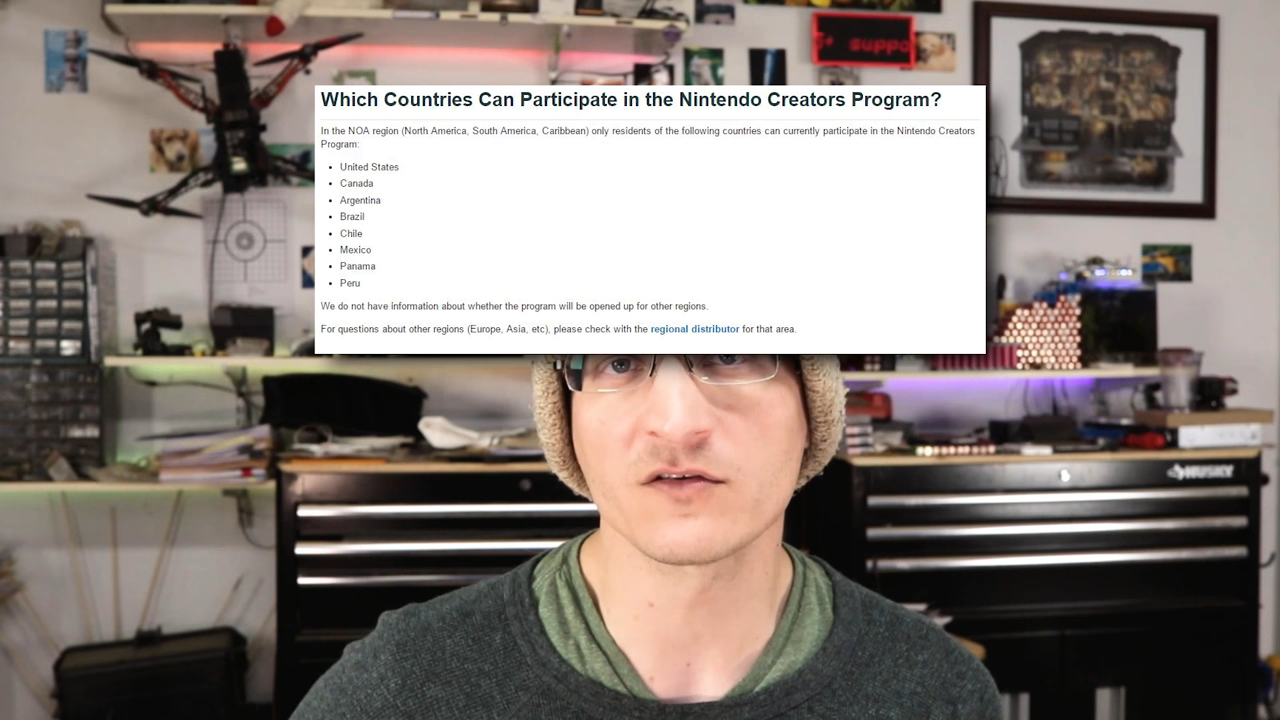 5+ suppo
Which Countries Can Participate in the Nintendo Creators Program?
In the NOA region (North America, South America, Caribbean) only residents of the following countries can currently participate in the Nintendo Creators
Program:
• United States
• Canada
• Argentina
• Brazil
• Chile
• Mexico
• Panama
• Peru
We do not have information about whether the program will be opened up for other regions.
For questions about other regions (Europe, Asia, etc), please check with the regional distributor for that area.
HUSKY